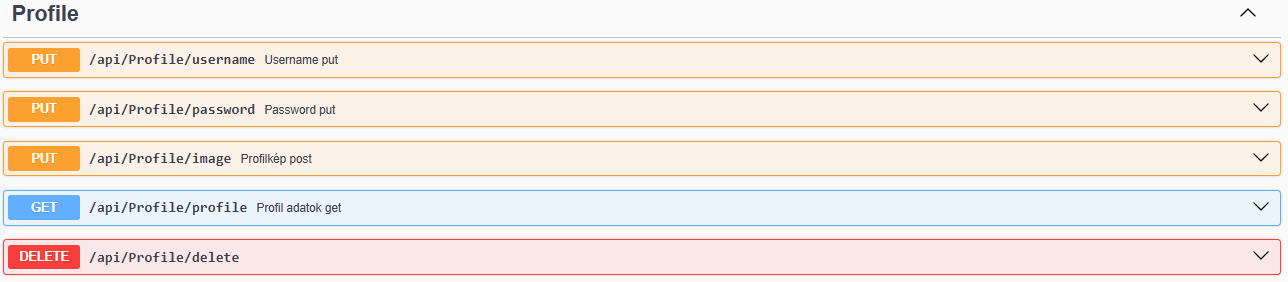 Profile
PUT /api/Profile/username Username put
PUT /api/Profile/password Password put
PUT /api/Profile/image Profilkép post
GET /api/Profile/profile Profil adatok get
DELETE /api/Profile/delete